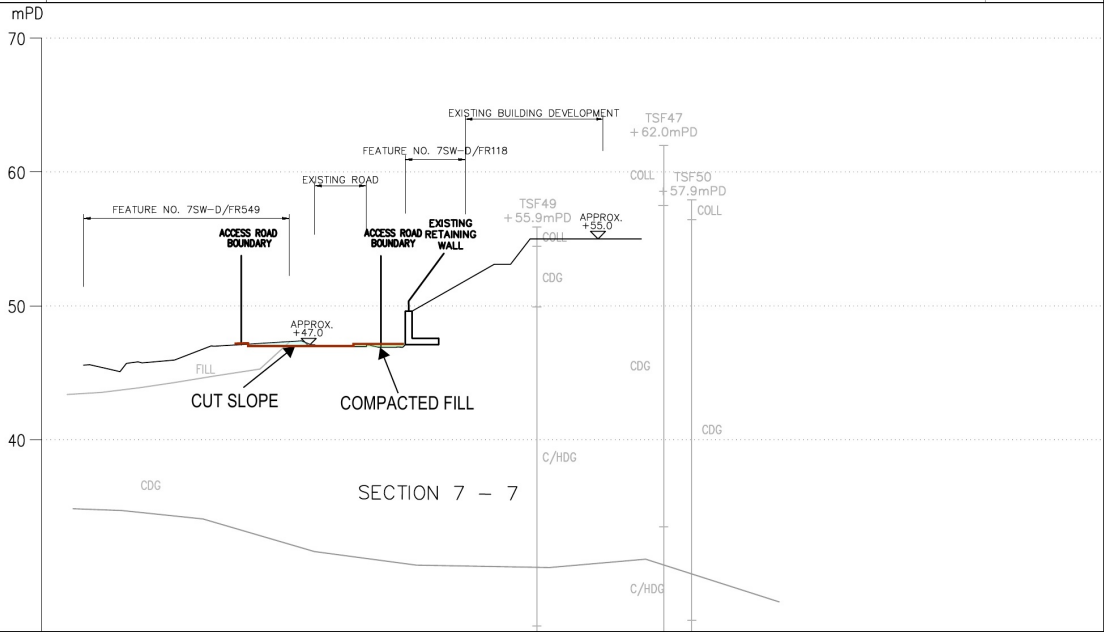 mPD
70
60
50
40
EXISTING BUILDING DEVELOPMENT
TSF47
+62.0mPD
FEATURE NO. 7SW-D/FR118
EXISTING ROAD
COLL
TSF50
+57.9mPD
COLL
FEATURE NO. 7SW-D/FR549
TSF49
+55.9mPD
COLL
APPROX.
+55.0
ACCESS ROAD
BOUNDARY
ACCESS ROAD
BOUNDARY
EXISTING
RETAINING
WALL
CDG
APPROX.
+47.0
FILL
CDG
CUT SLOPE
COMPACTED FILL
CDG
C/HDG
CDG
SECTION 7 - 7
C/HDG